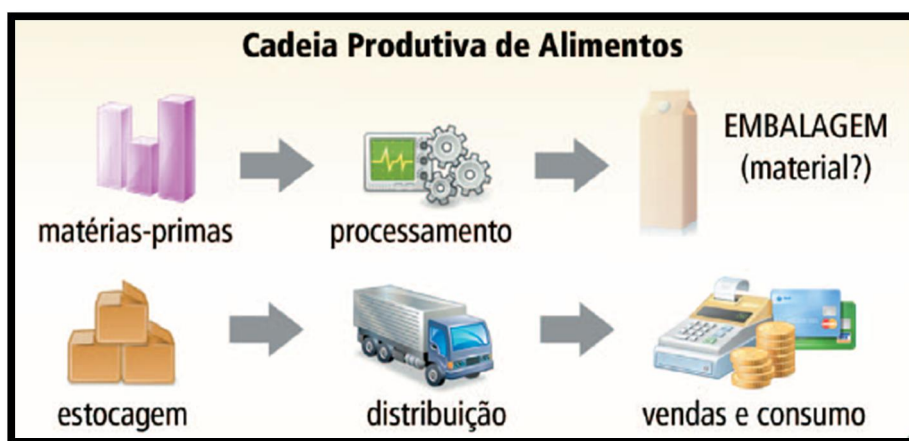 Cadeia Produtiva de Alimentos
EMBALAGEM
(material?)
matérias-primas
processamento
estocagem
distribuição
vendas e consumo